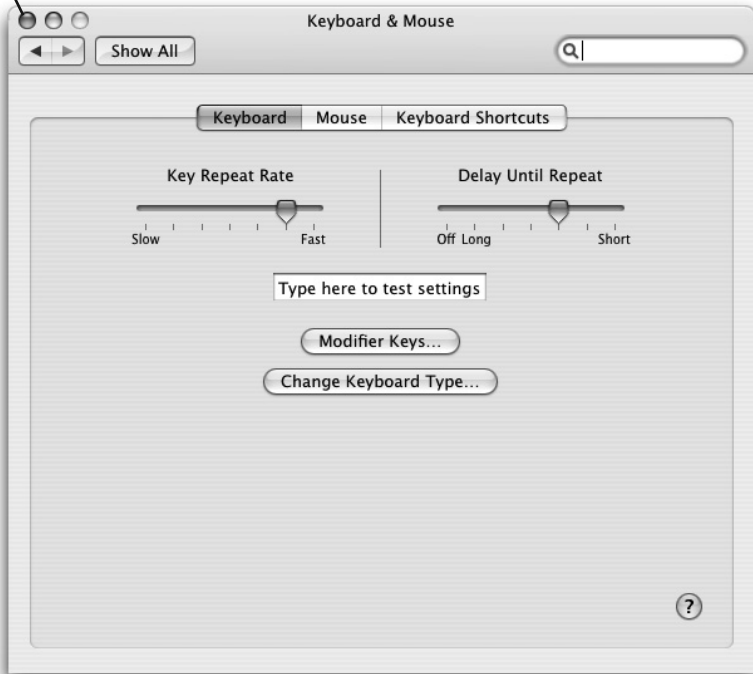 Keyboard & Mouse
Show All
Keyboard Mouse Keyboard Shortcuts
Key Repeat Rate Delay Until Repeat
Slow Fast Off Long Short
Type here to test settings
Modifier Keys...
Change Keyboard Type...
?